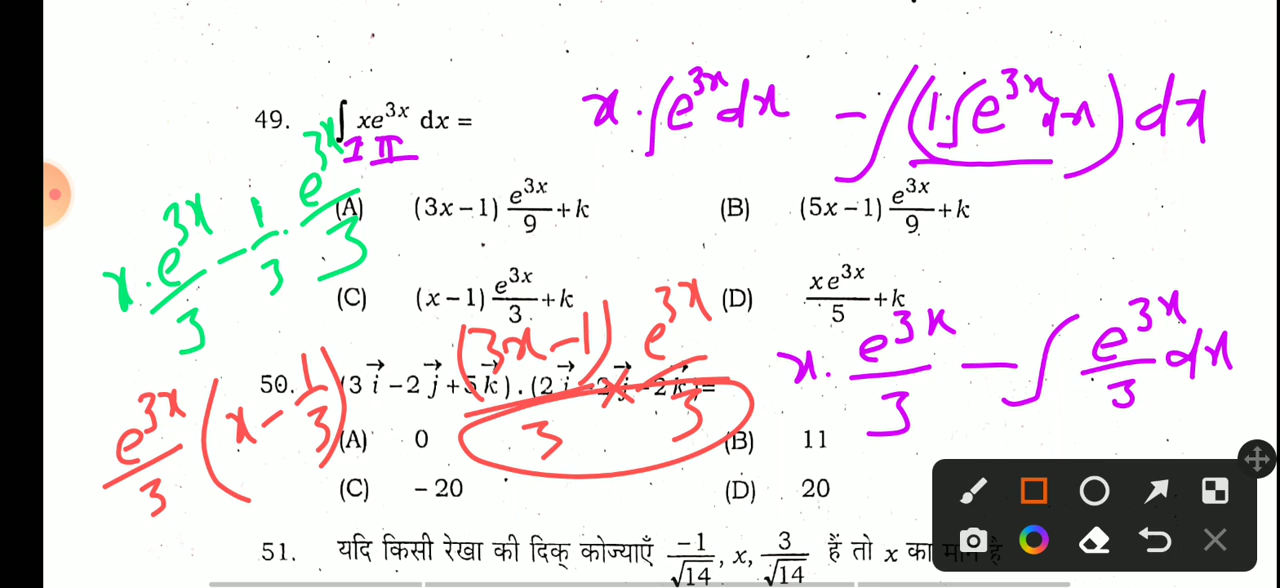 49. ∫ xe^{3x} dx =
I II
x · ∫e^{3x}dx − ∫(1·∫e^{3x}dx)dx
(A) (3x−1) e^{3x}/9 + k
(B) (5x−1) e^{3x}/9 + k
x · e^{3x}/3 − 1/3 · e^{3x}/3
(C) (x−1) e^{3x}/3 + k
(D) xe^{3x}/5 + k
x · e^{3x}/3 − ∫ e^{3x}/3 dx
e^{3x}/3 (x − 1/3)
(3x−1)/3 × e^{3x}/3
50. (3i⃗ − 2j⃗ + 5k⃗) . (2i⃗ − 2j⃗ − 2k⃗) =
(A) 0
(B) 11
(C) − 20
(D) 20
51. यदि किसी रेखा की दिक् कोज्याएँ −1/√14, x, 3/√14 हैं तो x का मान है